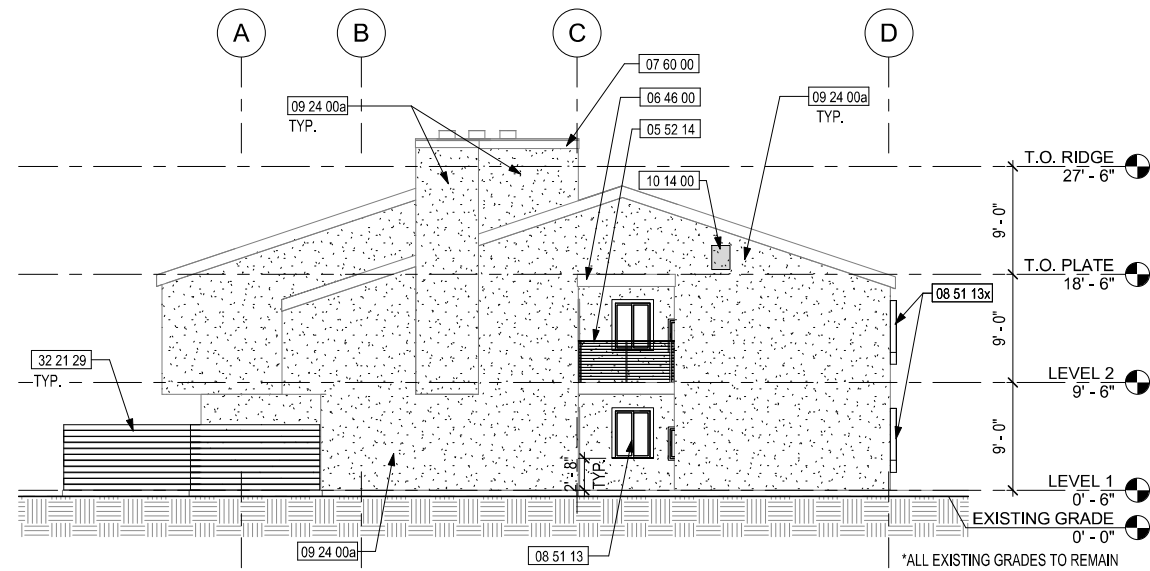 A
B
C
D
07 60 00
06 46 00
05 52 14
09 24 00a
TYP.
09 24 00a
TYP.
10 14 00
T.O. RIDGE
27' - 6"
9' - 0"
T.O. PLATE
18' - 6"
08 51 13x
9' - 0"
32 21 29
TYP.
LEVEL 2
9' - 6"
9' - 0"
2' - 8"
TYP.
LEVEL 1
0' - 6"
EXISTING GRADE
0' - 0"
09 24 00a
08 51 13
*ALL EXISTING GRADES TO REMAIN